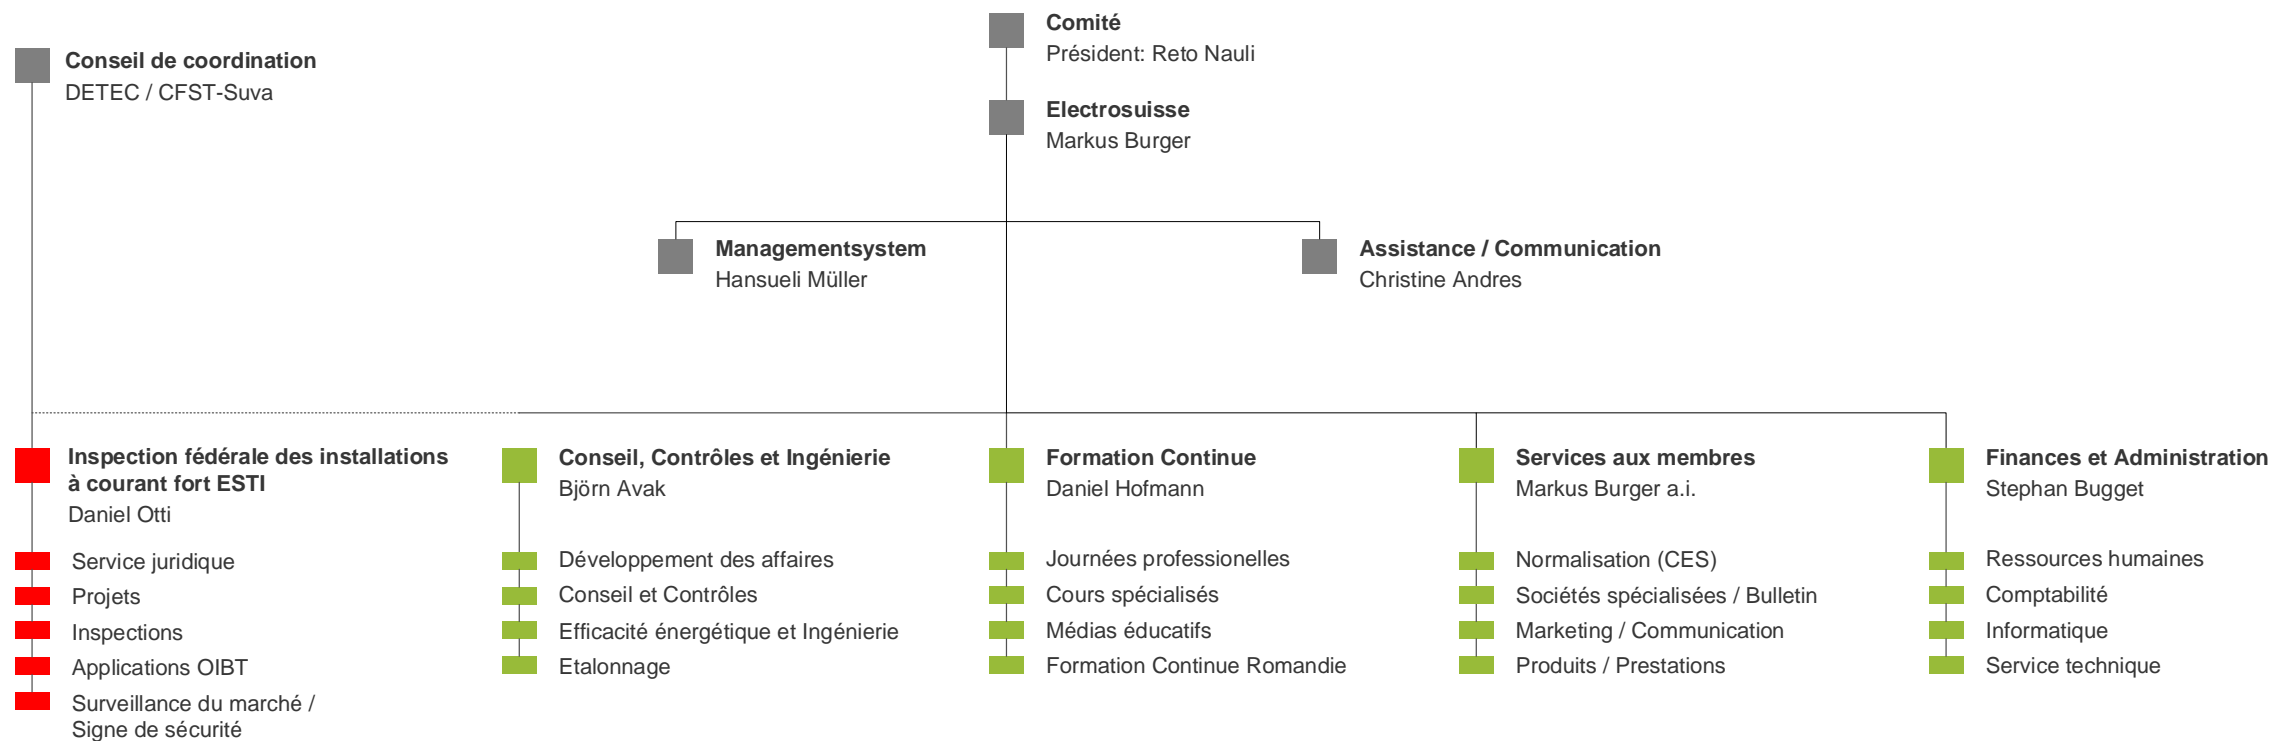 Comité
Président: Reto Nauli
Conseil de coordination
DETEC / CFST-Suva
Electrosuisse
Markus Burger
Managementsystem
Hansueli Müller
Assistance / Communication
Christine Andres
Inspection fédérale des installations
à courant fort ESTI
Daniel Otti
Service juridique
Projets
Inspections
Applications OIBT
Surveillance du marché /
Signe de sécurité
Conseil, Contrôles et Ingénierie
Björn Avak
Développement des affaires
Conseil et Contrôles
Efficacité énergétique et Ingénierie
Etalonnage
Formation Continue
Daniel Hofmann
Journées professionelles
Cours spécialisés
Médias éducatifs
Formation Continue Romandie
Services aux membres
Markus Burger a.i.
Normalisation (CES)
Sociétés spécialisées / Bulletin
Marketing / Communication
Produits / Prestations
Finances et Administration
Stephan Bugget
Ressources humaines
Comptabilité
Informatique
Service technique